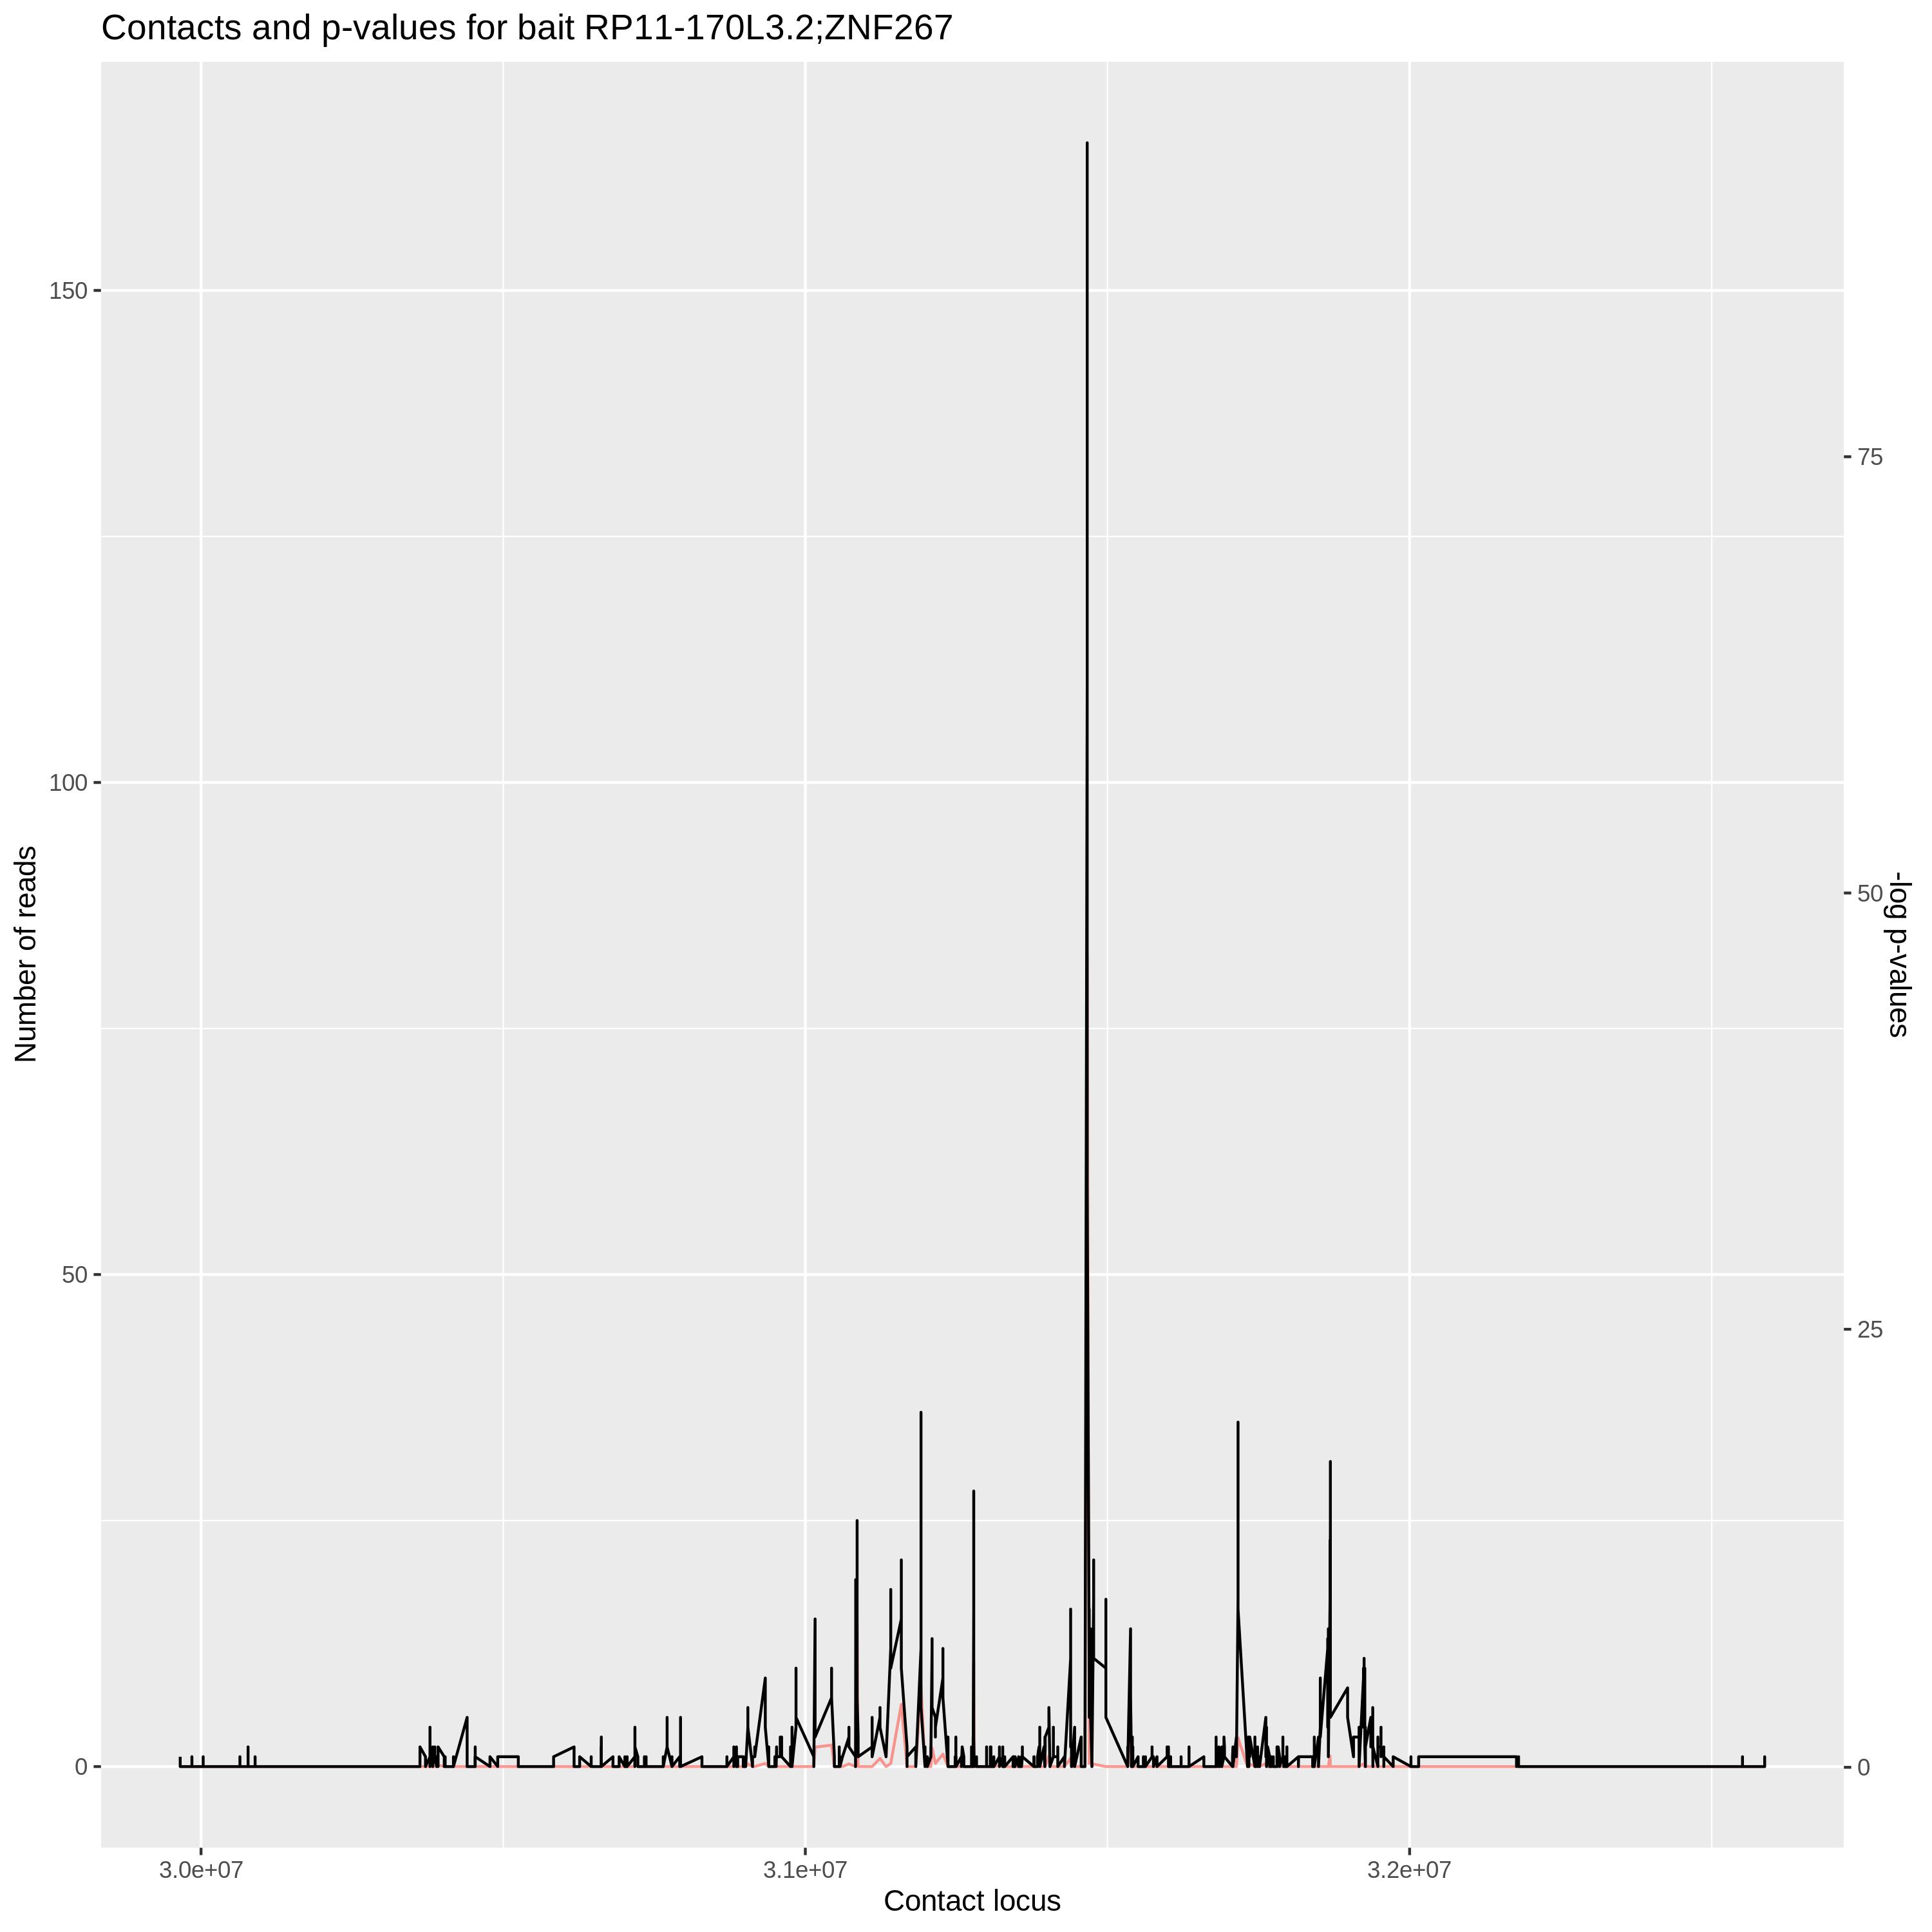 Contacts and p-values for bait RP11-170L3.2;ZNF267
150
100
50
0
Number of reads
75
50
25
0
-log p-values
3.0e+07
3.1e+07
3.2e+07
Contact locus